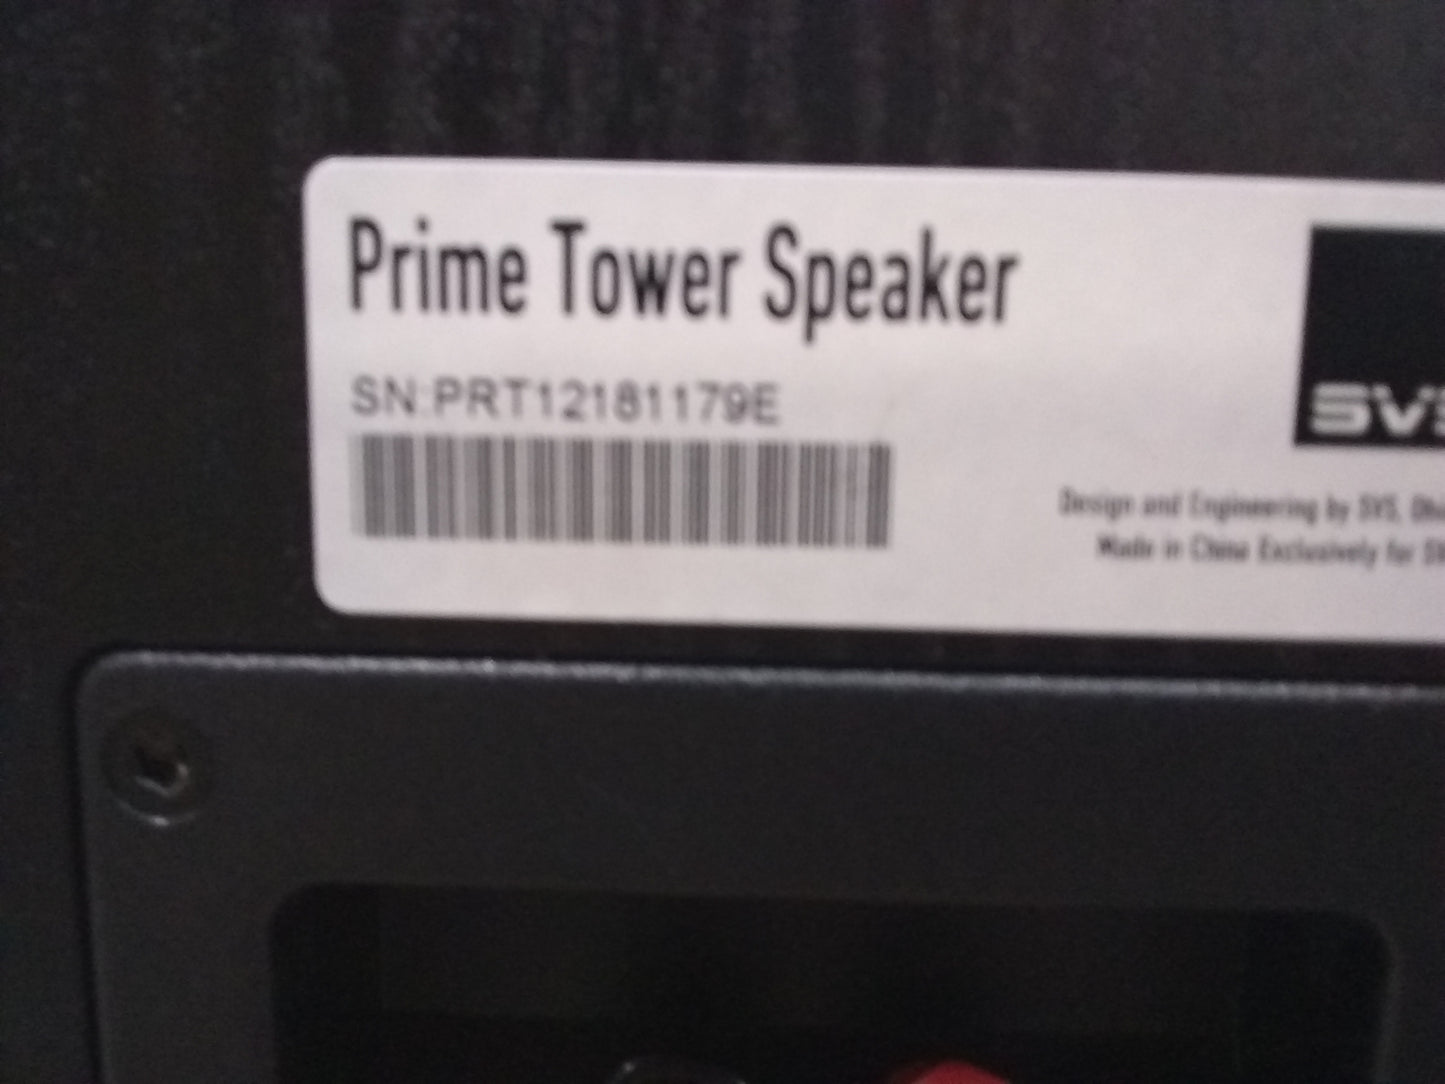 Prime Tower Speaker
SN:PRT12181179E
SVS
Design and Engineering by SVS,
Made in China Exclusively for